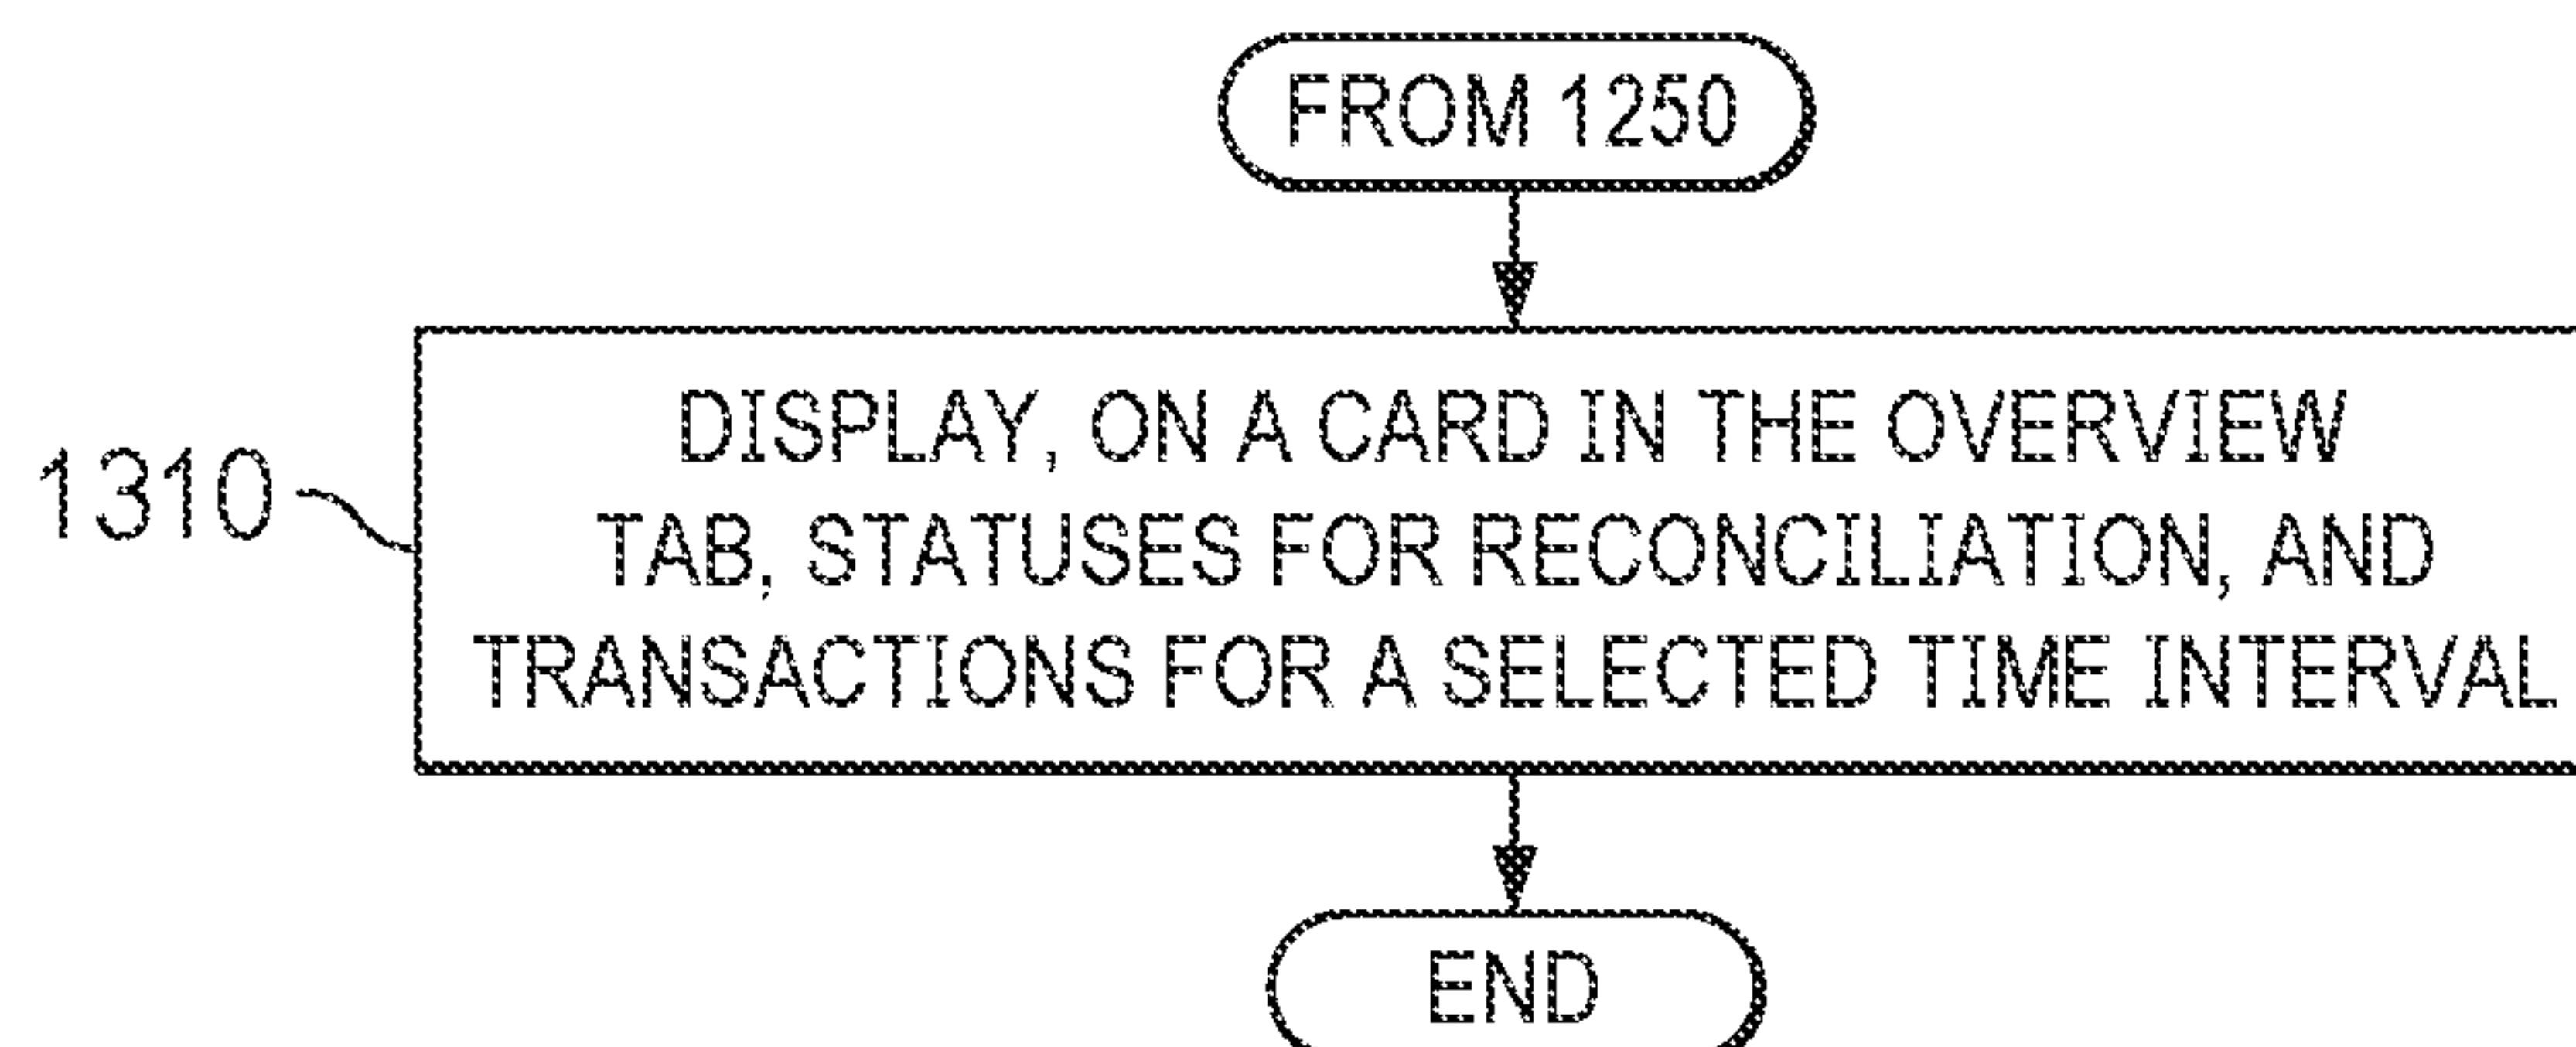 FROM 1250
DISPLAY, ON A CARD IN THE OVERVIEW
1310
TAB, STATUSES FOR RECONCILIATION, AND
TRANSACTIONS FOR A SELECTED TIME INTERVAL
END